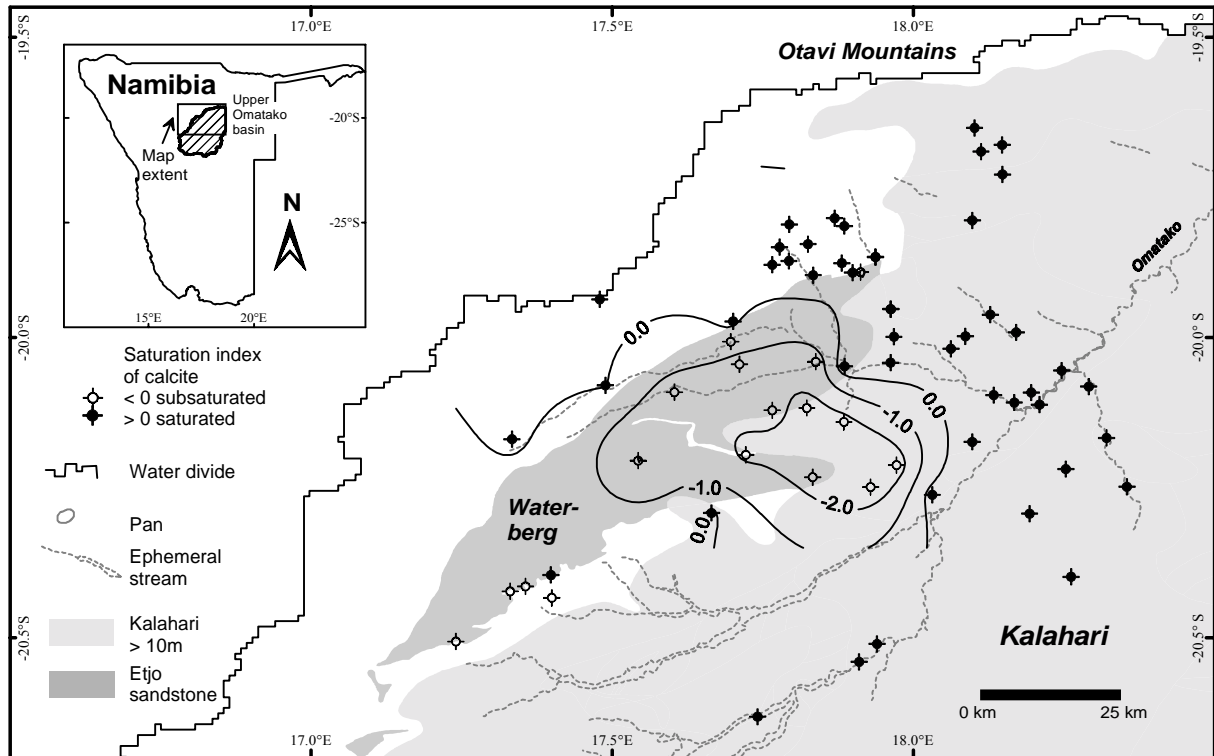 17.0°E
17.5°E
18.0°E
-19.5°S
-19.5°S
Otavi Mountains
Namibia
Upper
Omatako
basin
-20°S
Map
extent
N
-25°S
15°E
20°E
Omatako
-20.0°S
-20.0°S
Saturation index
of calcite
< 0 subsaturated
> 0 saturated
Water divide
Pan
Ephemeral
stream
Kalahari
> 10m
Etjo
sandstone
0.0
0.0
-1.0
-1.0
-2.0
0.0
Water-
berg
Kalahari
-20.5°S
-20.5°S
0 km
25 km
17.0°E
17.5°E
18.0°E